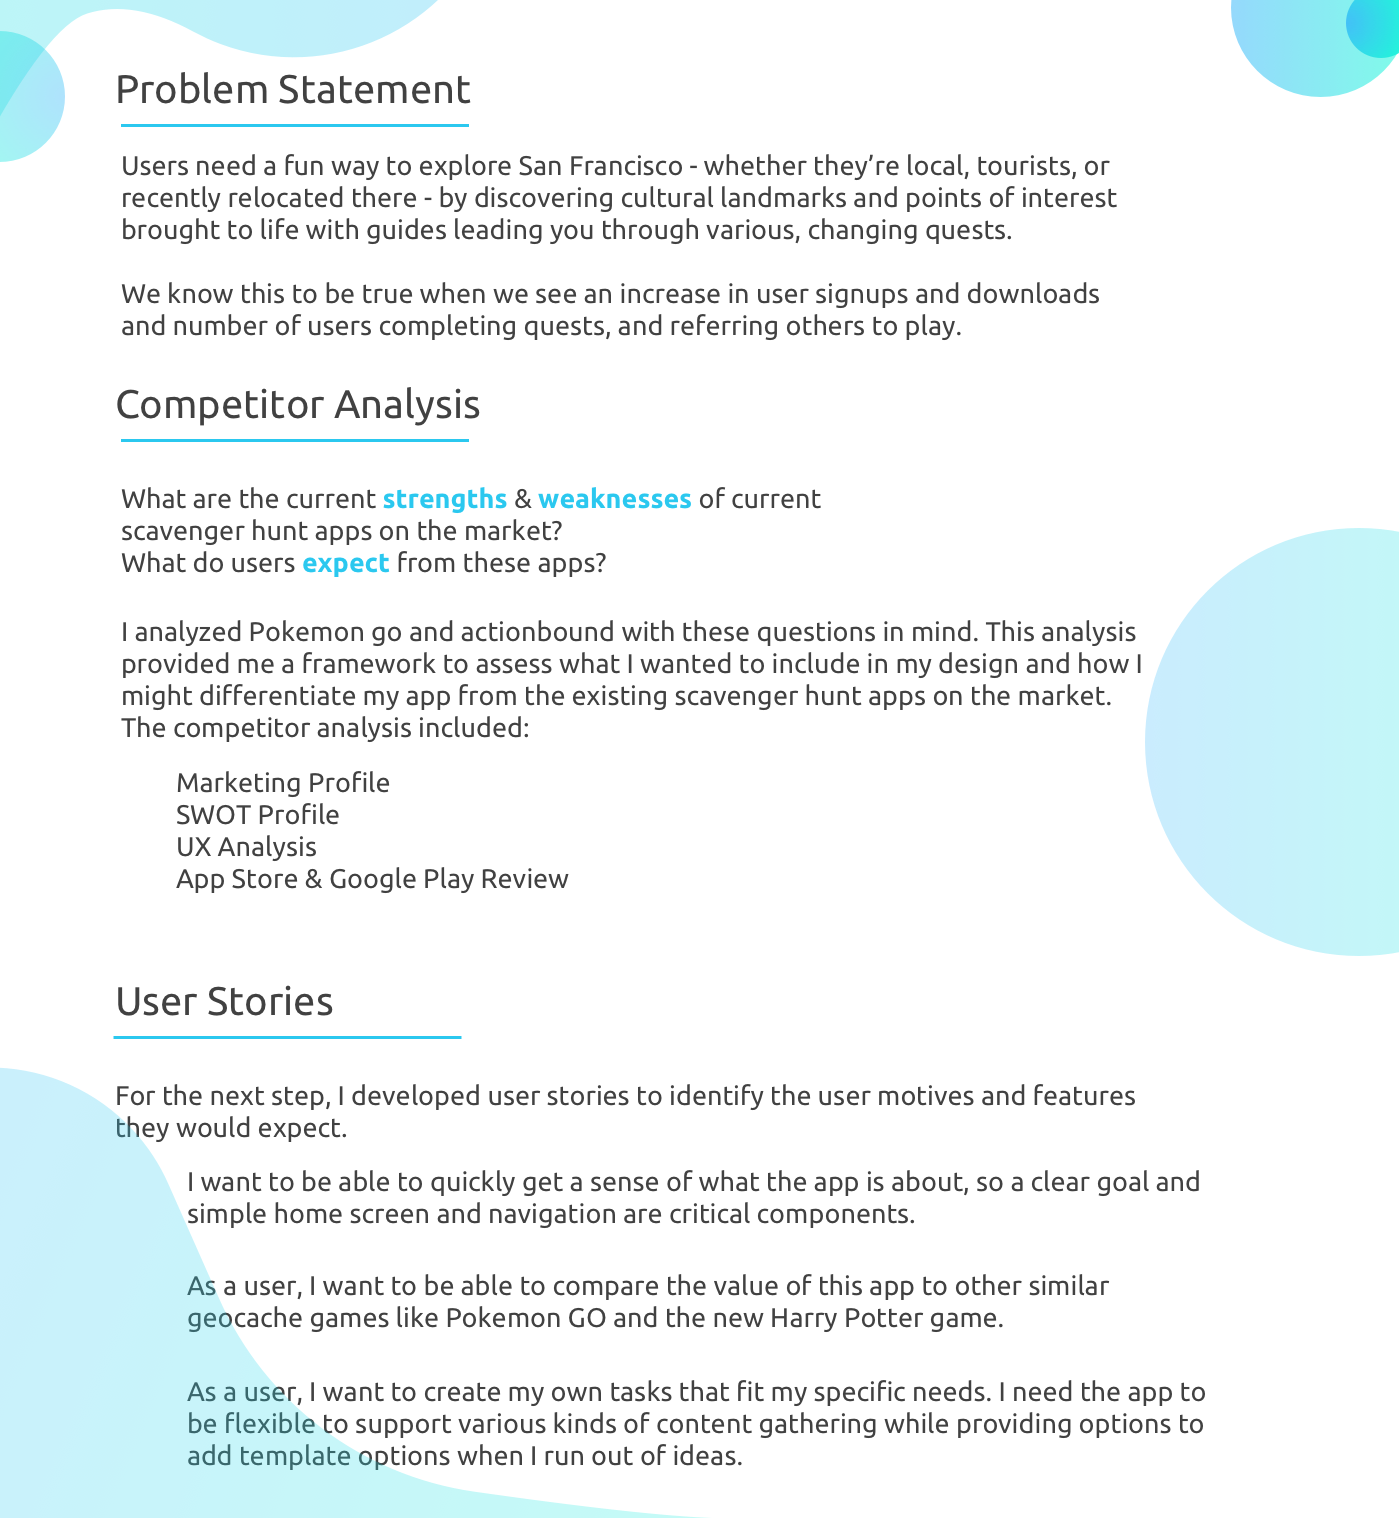 Problem Statement
Users need a fun way to explore San Francisco - whether they’re local, tourists, or
recently relocated there - by discovering cultural landmarks and points of interest
brought to life with guides leading you through various, changing quests.
We know this to be true when we see an increase in user signups and downloads
and number of users completing quests, and referring others to play.
Competitor Analysis
What are the current strengths & weaknesses of current
scavenger hunt apps on the market?
What do users expect from these apps?
I analyzed Pokemon go and actionbound with these questions in mind. This analysis
provided me a framework to assess what I wanted to include in my design and how I
might differentiate my app from the existing scavenger hunt apps on the market.
The competitor analysis included:
Marketing Profile
SWOT Profile
UX Analysis
App Store & Google Play Review
User Stories
For the next step, I developed user stories to identify the user motives and features
they would expect.
I want to be able to quickly get a sense of what the app is about, so a clear goal and
simple home screen and navigation are critical components.
As a user, I want to be able to compare the value of this app to other similar
geocache games like Pokemon GO and the new Harry Potter game.
As a user, I want to create my own tasks that fit my specific needs. I need the app to
be flexible to support various kinds of content gathering while providing options to
add template options when I run out of ideas.